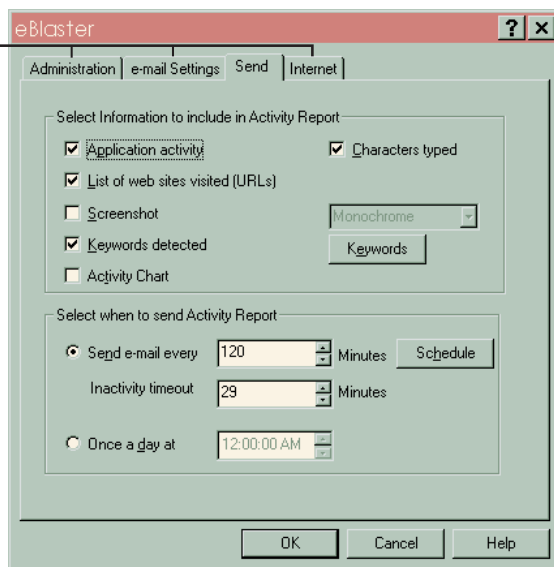 eBlaster
Administration e-mail Settings Send Internet
Select Information to include in Activity Report
Application activity Characters typed
List of web sites visited (URLs)
Screenshot Monochrome
Keywords detected Keywords
Activity Chart
Select when to send Activity Report
Send e-mail every 120 Minutes Schedule
Inactivity timeout 29 Minutes
Once a day at 12:00:00 AM
OK Cancel Help